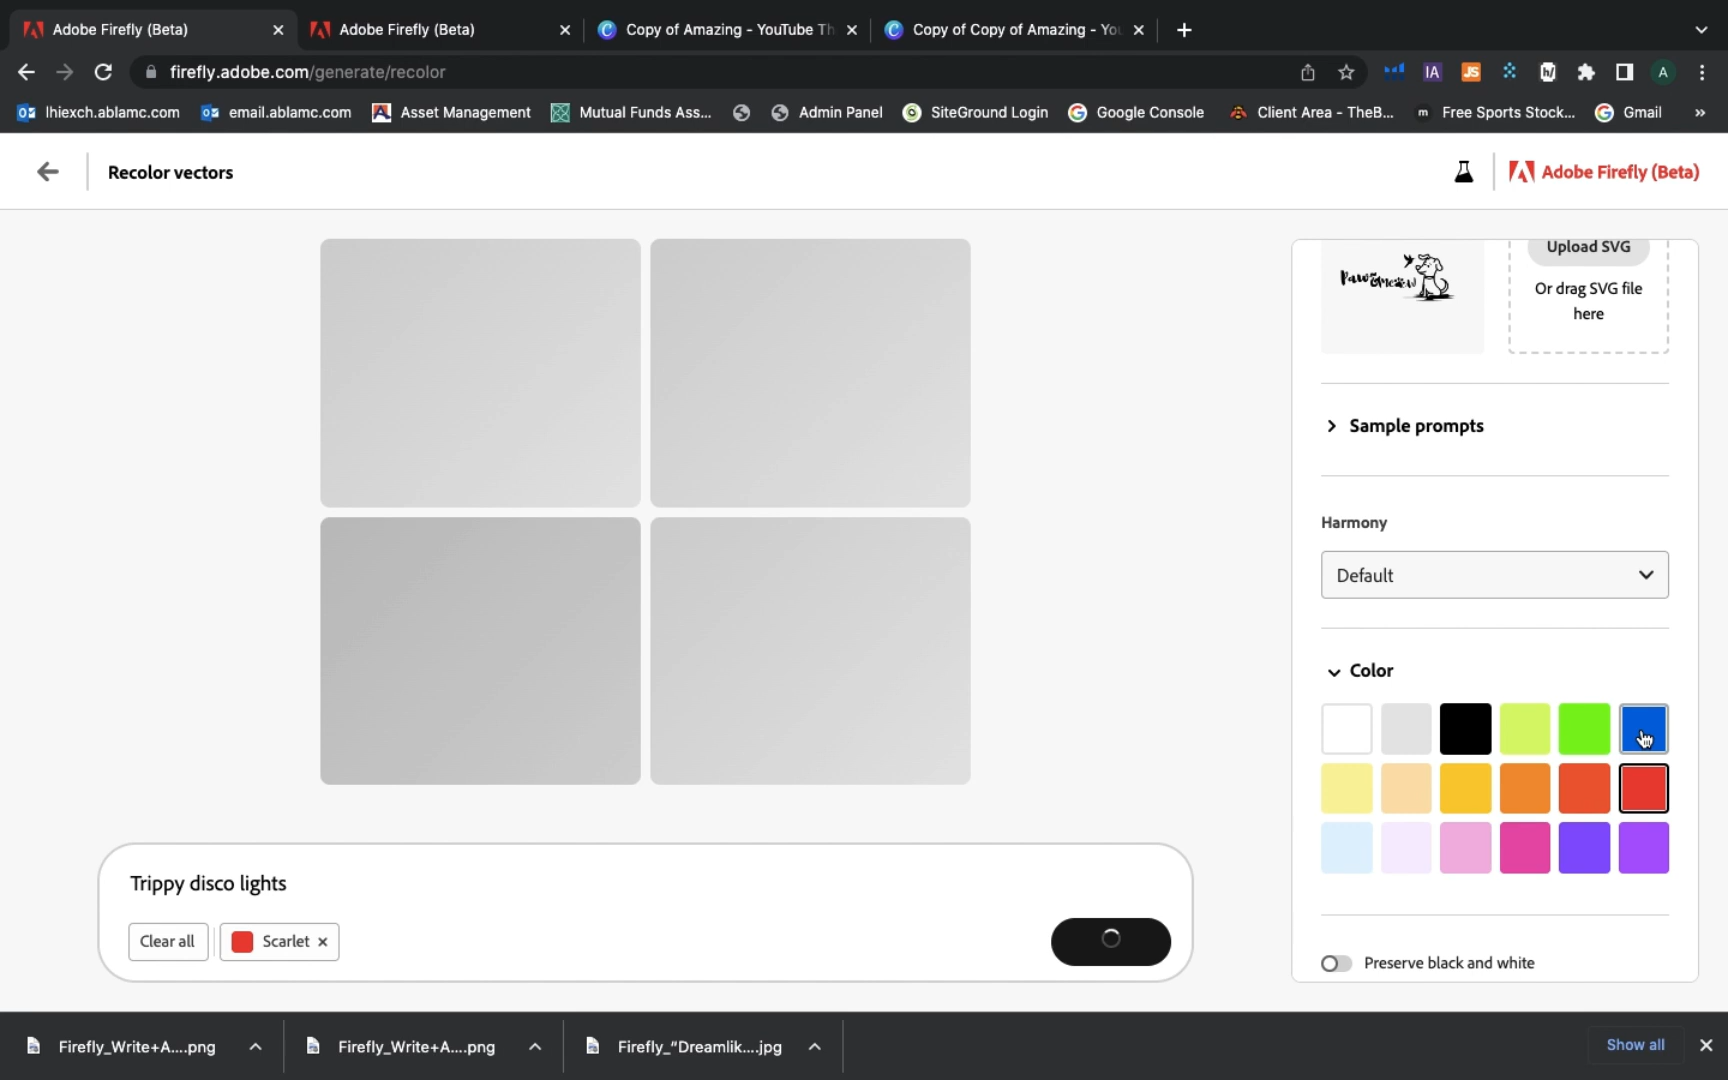 Adobe Firefly (Beta)
Adobe Firefly (Beta)
Copy of Amazing - YouTube Th
Copy of Copy of Amazing - You
firefly.adobe.com/generate/recolor
lhiexch.ablamc.com
email.ablamc.com
Asset Management
Mutual Funds Ass...
Admin Panel
SiteGround Login
Google Console
Client Area - TheB...
Free Sports Stock...
Gmail
Recolor vectors
Adobe Firefly (Beta)
Paw&meow
Upload SVG
Or drag SVG file
here
Sample prompts
Harmony
Default
Color
Trippy disco lights
Clear all
Scarlet
Preserve black and white
Firefly_Write+A....png
Firefly_Write+A....png
Firefly_"Dreamlik....jpg
Show all